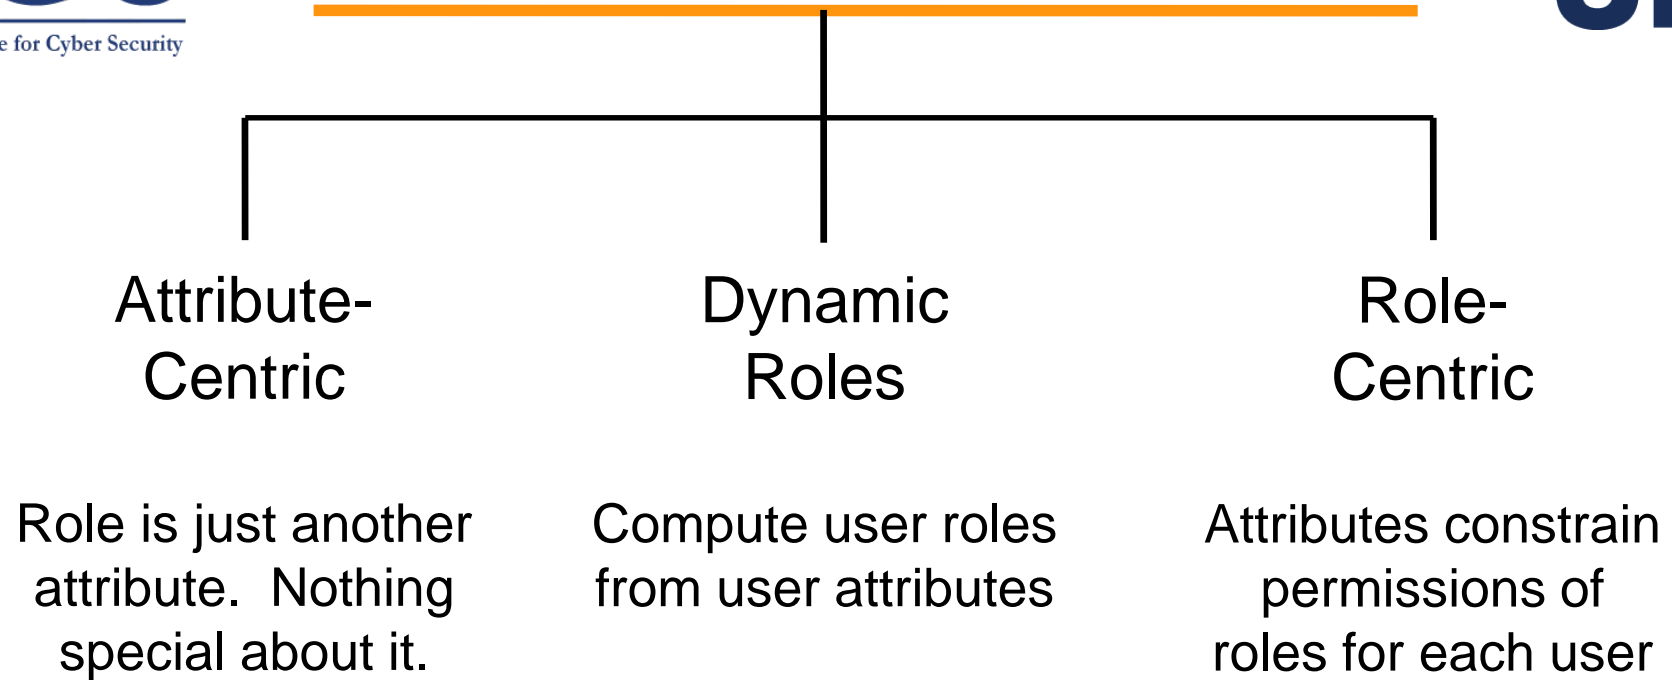 for Cyber Security
Attribute-
Centric
Dynamic
Roles
Role-
Centric
Role is just another
attribute.  Nothing
special about it.
Compute user roles
from user attributes
Attributes constrain
permissions of
roles for each user